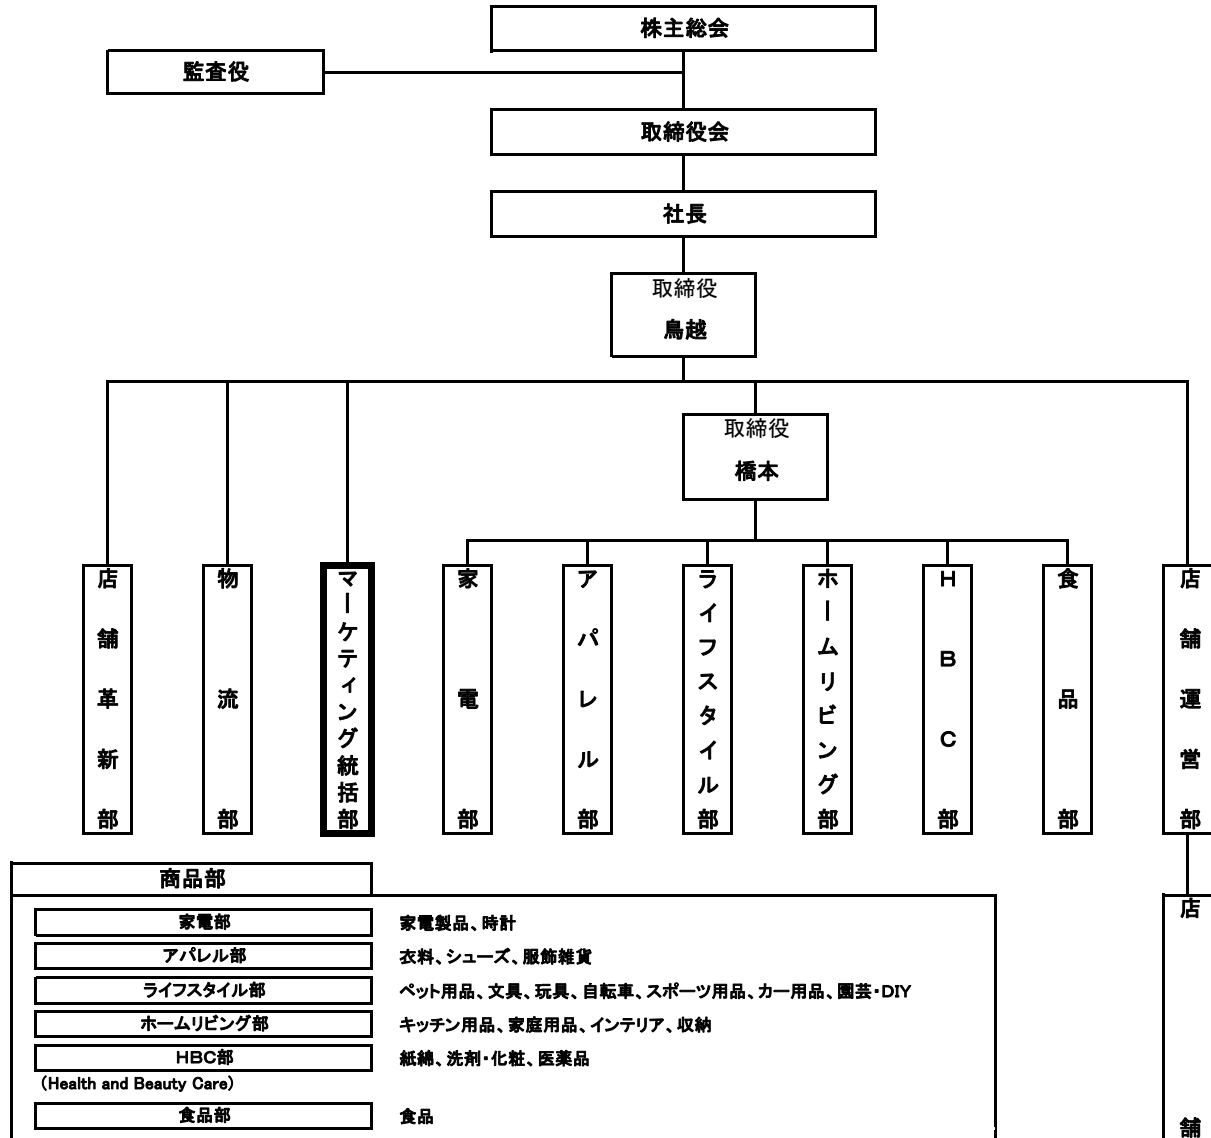 株主総会
監査役
取締役会
社長
取締役
鳥越
取締役
橋本
店舗革新部
物流部
マーケティング統括部
家電部
アパレル部
ライフスタイル部
ホームリビング部
HBC部
食品部
店舗運営部
商品部
家電部
家電製品、時計
アパレル部
衣料、シューズ、服飾雑貨
ライフスタイル部
ペット用品、文具、玩具、自転車、スポーツ用品、カー用品、園芸・DIY
ホームリビング部
キッチン用品、家庭用品、インテリア、収納
HBC部
紙綿、洗剤・化粧、医薬品
（Health and Beauty Care）
食品部
食品
店舗